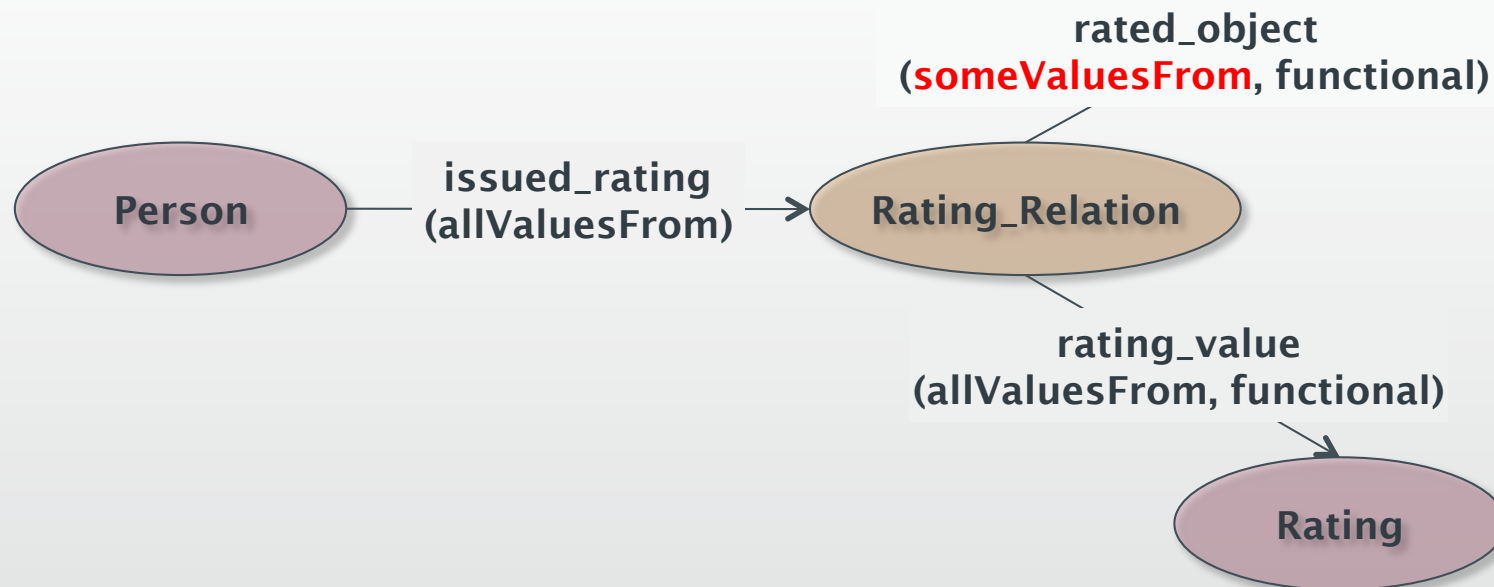 rated_object
(someValuesFrom, functional)
Person
issued_rating
(allValuesFrom)
Rating_Relation
rating_value
(allValuesFrom, functional)
Rating